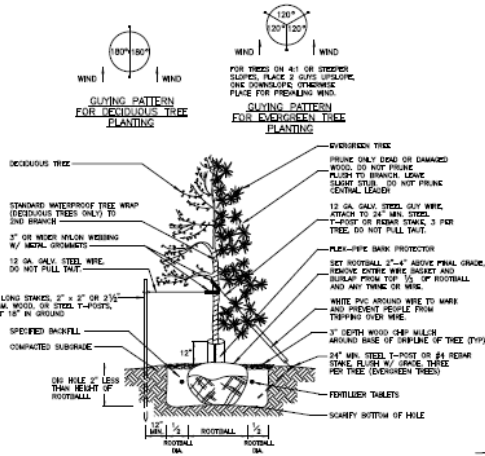 120°
120° 120°
180° 180°
WIND WIND
WIND WIND
GUYING PATTERN
FOR DECIDUOUS TREE
PLANTING
FOR TREES ON 4:1 OR STEEPER
SLOPES, PLACE 2 GUYS UPSLOPE,
ONE DOWNSLOPE; OTHERWISE
PLACE FOR PREVAILING WIND.
GUYING PATTERN
FOR EVERGREEN TREE
PLANTING
DECIDUOUS TREE
STANDARD WATERPROOF TREE WRAP
(DECIDUOUS TREES ONLY) TO
2ND BRANCH
3" OR WIDER NYLON WEBBING
W/ METAL GROMMETS
12 GA. GALV. STEEL WIRE.
DO NOT PULL TAUT.
LONG STAKES, 2" x 2" OR 2½"
M. WOOD, OR STEEL T-POSTS,
T 18" IN GROUND
SPECIFIED BACKFILL
COMPACTED SUBGRADE
DIG HOLE 2" LESS
THAN HEIGHT OF
ROOTBALL
EVERGREEN TREE
PRUNE ONLY DEAD OR DAMAGED
WOOD. DO NOT PRUNE
FLUSH TO BRANCH. LEAVE
SLIGHT STUB. DO NOT PRUNE
CENTRAL LEADER
12 GA. GALV. STEEL GUY WIRE,
ATTACH TO 24" MIN. STEEL
T-POST OR REBAR STAKE, 3 PER
TREE, DO NOT PULL TAUT.
FLEX-PIPE BARK PROTECTOR
SET ROOTBALL 2"-4" ABOVE FINAL GRADE,
REMOVE ENTIRE WIRE BASKET AND
BURLAP FROM TOP ⅓ OF ROOTBALL
AND ANY TWINE OR WIRE.
WHITE PVC AROUND WIRE TO MARK
AND PREVENT PEOPLE FROM
TRIPPING OVER WIRE.
3" DEPTH WOOD CHIP MULCH
AROUND BASE OF DRIPLINE OF TREE (TYP)
24" MIN. STEEL T-POST OR #4 REBAR
STAKE, FLUSH W/ GRADE, THREE
PER TREE (EVERGREEN TREES)
FERTILIZER TABLETS
SCARIFY BOTTOM OF HOLE
12"
12" ½ ROOTBALL ½
MIN. ROOTBALL ROOTBALL
DIA. DIA.